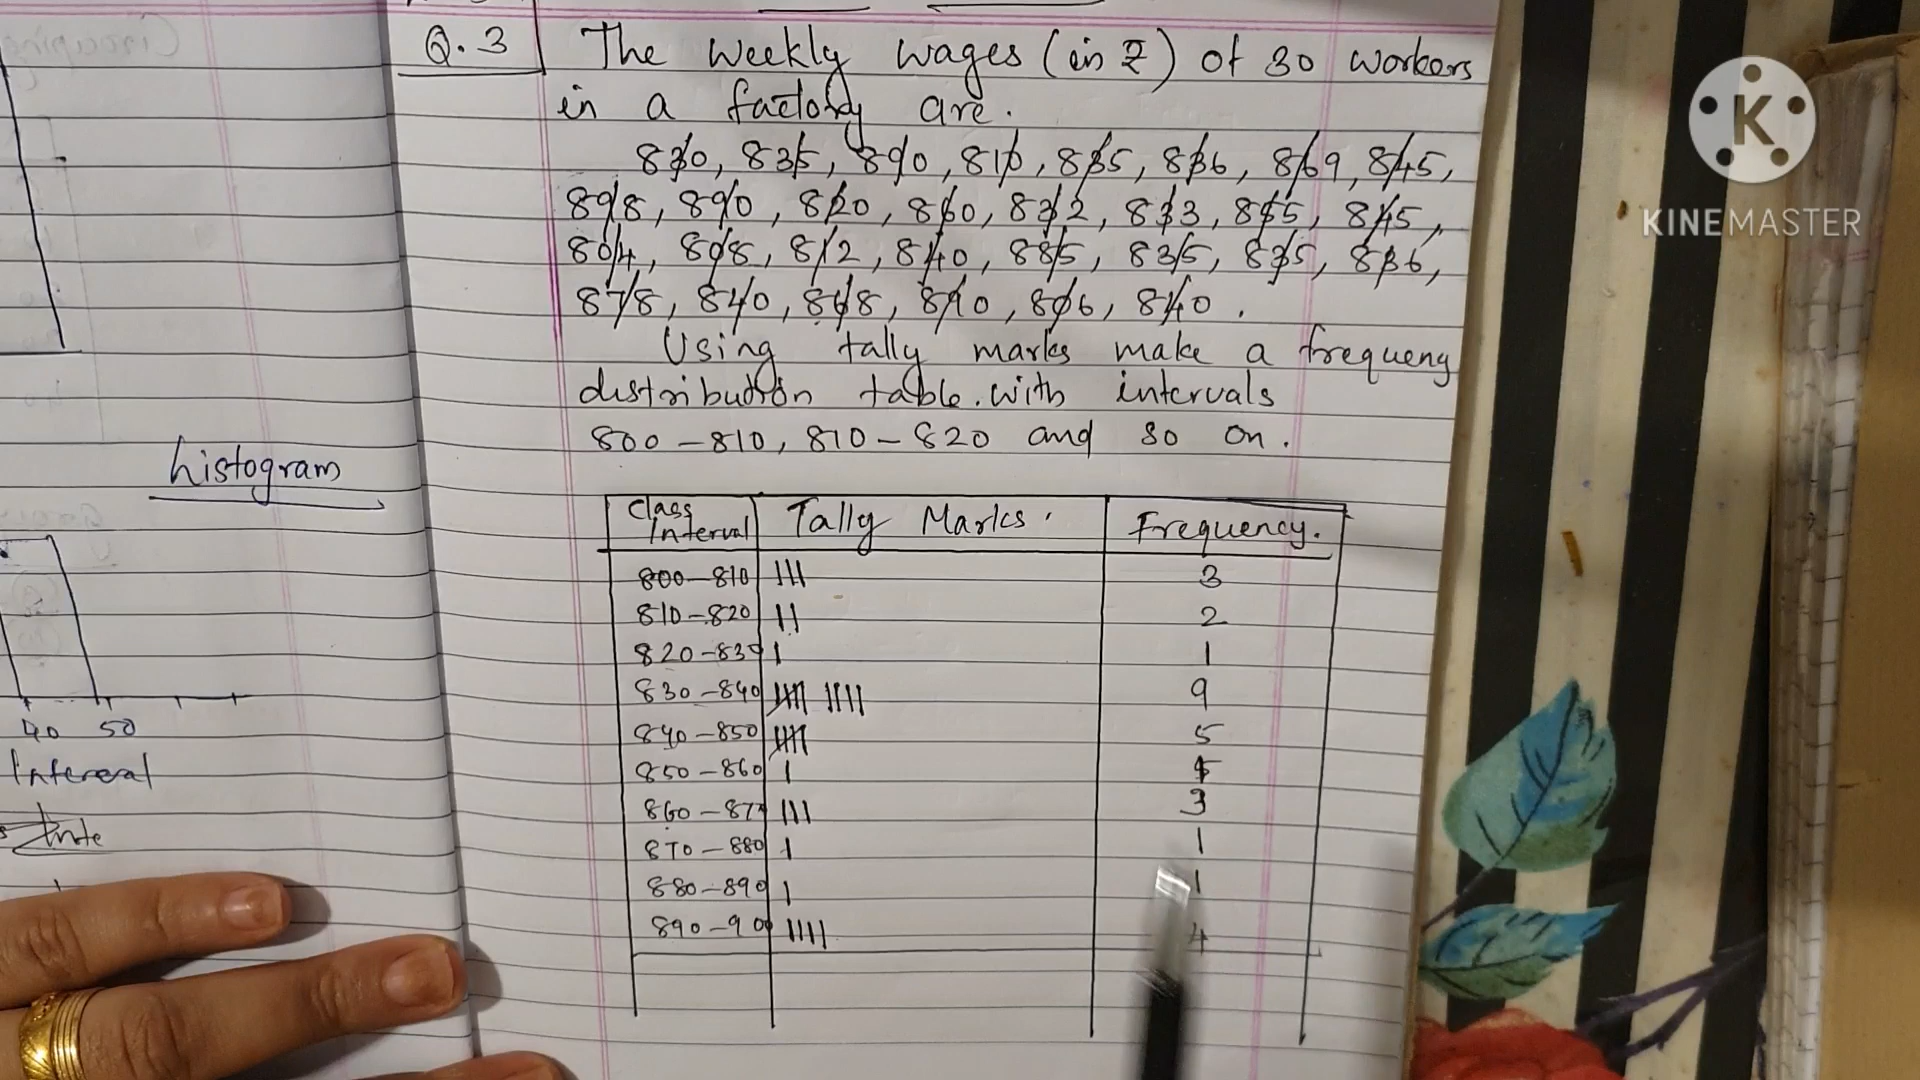 Q.3 The Weekly wages (in ₹) of 30 workers
in a factory are.
830, 835, 890, 810, 835, 836, 869, 845,
898, 890, 820, 860, 832, 833, 855, 845,
804, 808, 812, 840, 885, 835, 835, 836,
878, 840, 868, 890, 806, 840.
Using tally marks make a frequency
distribution table. with intervals
800 - 810, 810 - 820 and so on.
Class Interval Tally Marks. Frequency.
800-810 ||| 3
810-820 || 2
820-830 | 1
830-840 |||| |||| 9
840-850 |||| 5
850-860 | 1
860-870 ||| 3
870-880 | 1
880-890 | 1
890-900 |||| 4
histogram
40 50
Interval
K
KINEMASTER